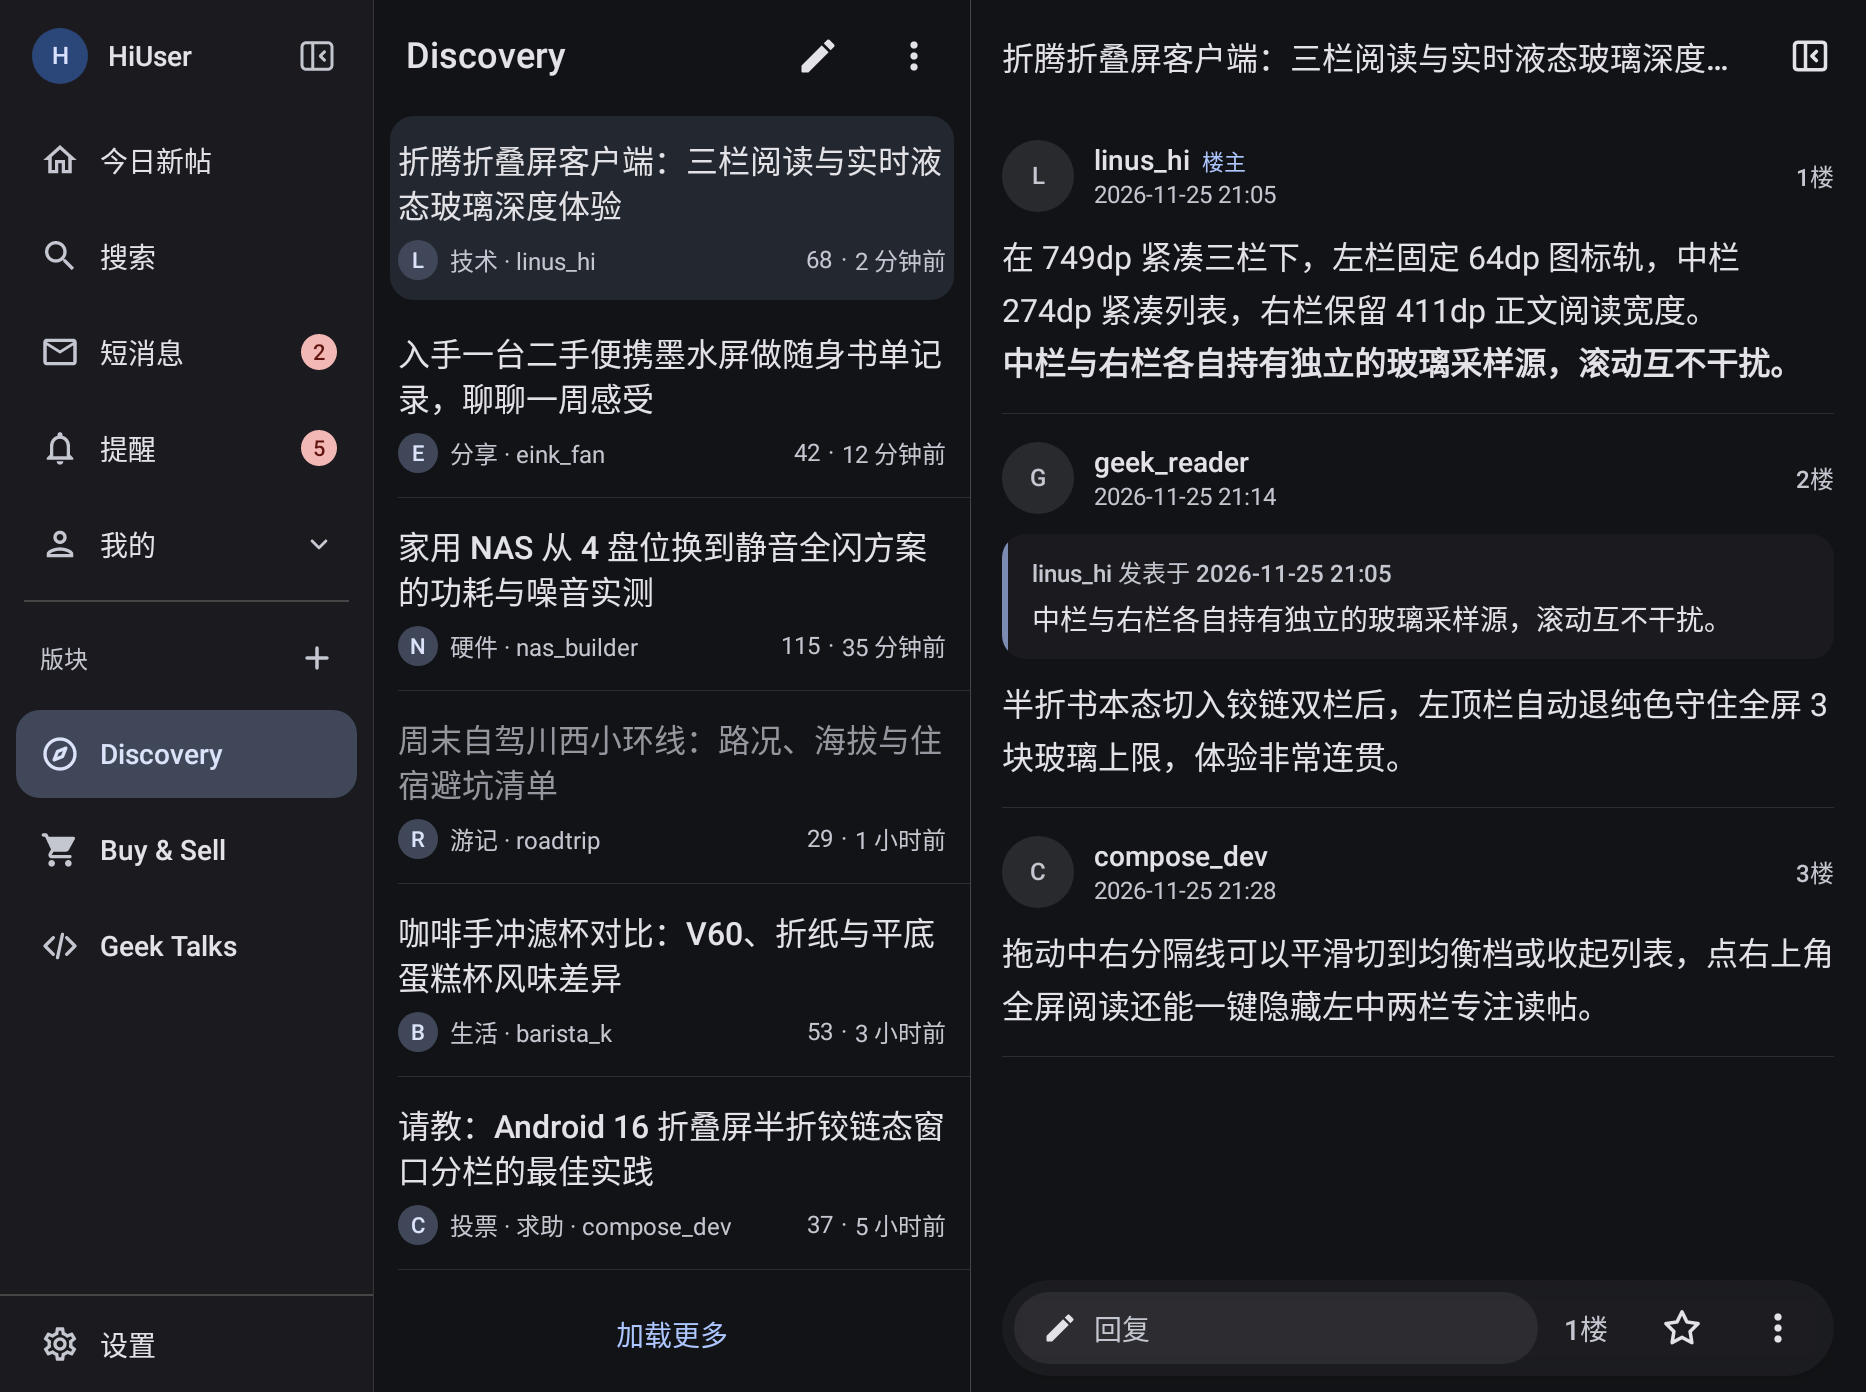 H HiUser
今日新帖
搜索
短消息 2
提醒 5
我的
版块
Discovery
Buy & Sell
Geek Talks
设置
Discovery
折腾折叠屏客户端：三栏阅读与实时液
态玻璃深度体验
L 技术 · linus_hi 68 · 2 分钟前
入手一台二手便携墨水屏做随身书单记
录，聊聊一周感受
E 分享 · eink_fan 42 · 12 分钟前
家用 NAS 从 4 盘位换到静音全闪方案
的功耗与噪音实测
N 硬件 · nas_builder 115 · 35 分钟前
周末自驾川西小环线：路况、海拔与住
宿避坑清单
R 游记 · roadtrip 29 · 1 小时前
咖啡手冲滤杯对比：V60、折纸与平底
蛋糕杯风味差异
B 生活 · barista_k 53 · 3 小时前
请教：Android 16 折叠屏半折铰链态窗
口分栏的最佳实践
C 投票 · 求助 · compose_dev 37 · 5 小时前
加载更多
折腾折叠屏客户端：三栏阅读与实时液态玻璃深度…
L linus_hi 楼主 1楼
2026-11-25 21:05
在 749dp 紧凑三栏下，左栏固定 64dp 图标轨，中栏
274dp 紧凑列表，右栏保留 411dp 正文阅读宽度。
中栏与右栏各自持有独立的玻璃采样源，滚动互不干扰。
G geek_reader 2楼
2026-11-25 21:14
linus_hi 发表于 2026-11-25 21:05
中栏与右栏各自持有独立的玻璃采样源，滚动互不干扰。
半折书本态切入铰链双栏后，左顶栏自动退纯色守住全屏 3
块玻璃上限，体验非常连贯。
C compose_dev 3楼
2026-11-25 21:28
拖动中右分隔线可以平滑切到均衡档或收起列表，点右上角
全屏阅读还能一键隐藏左中两栏专注读帖。
回复 1楼